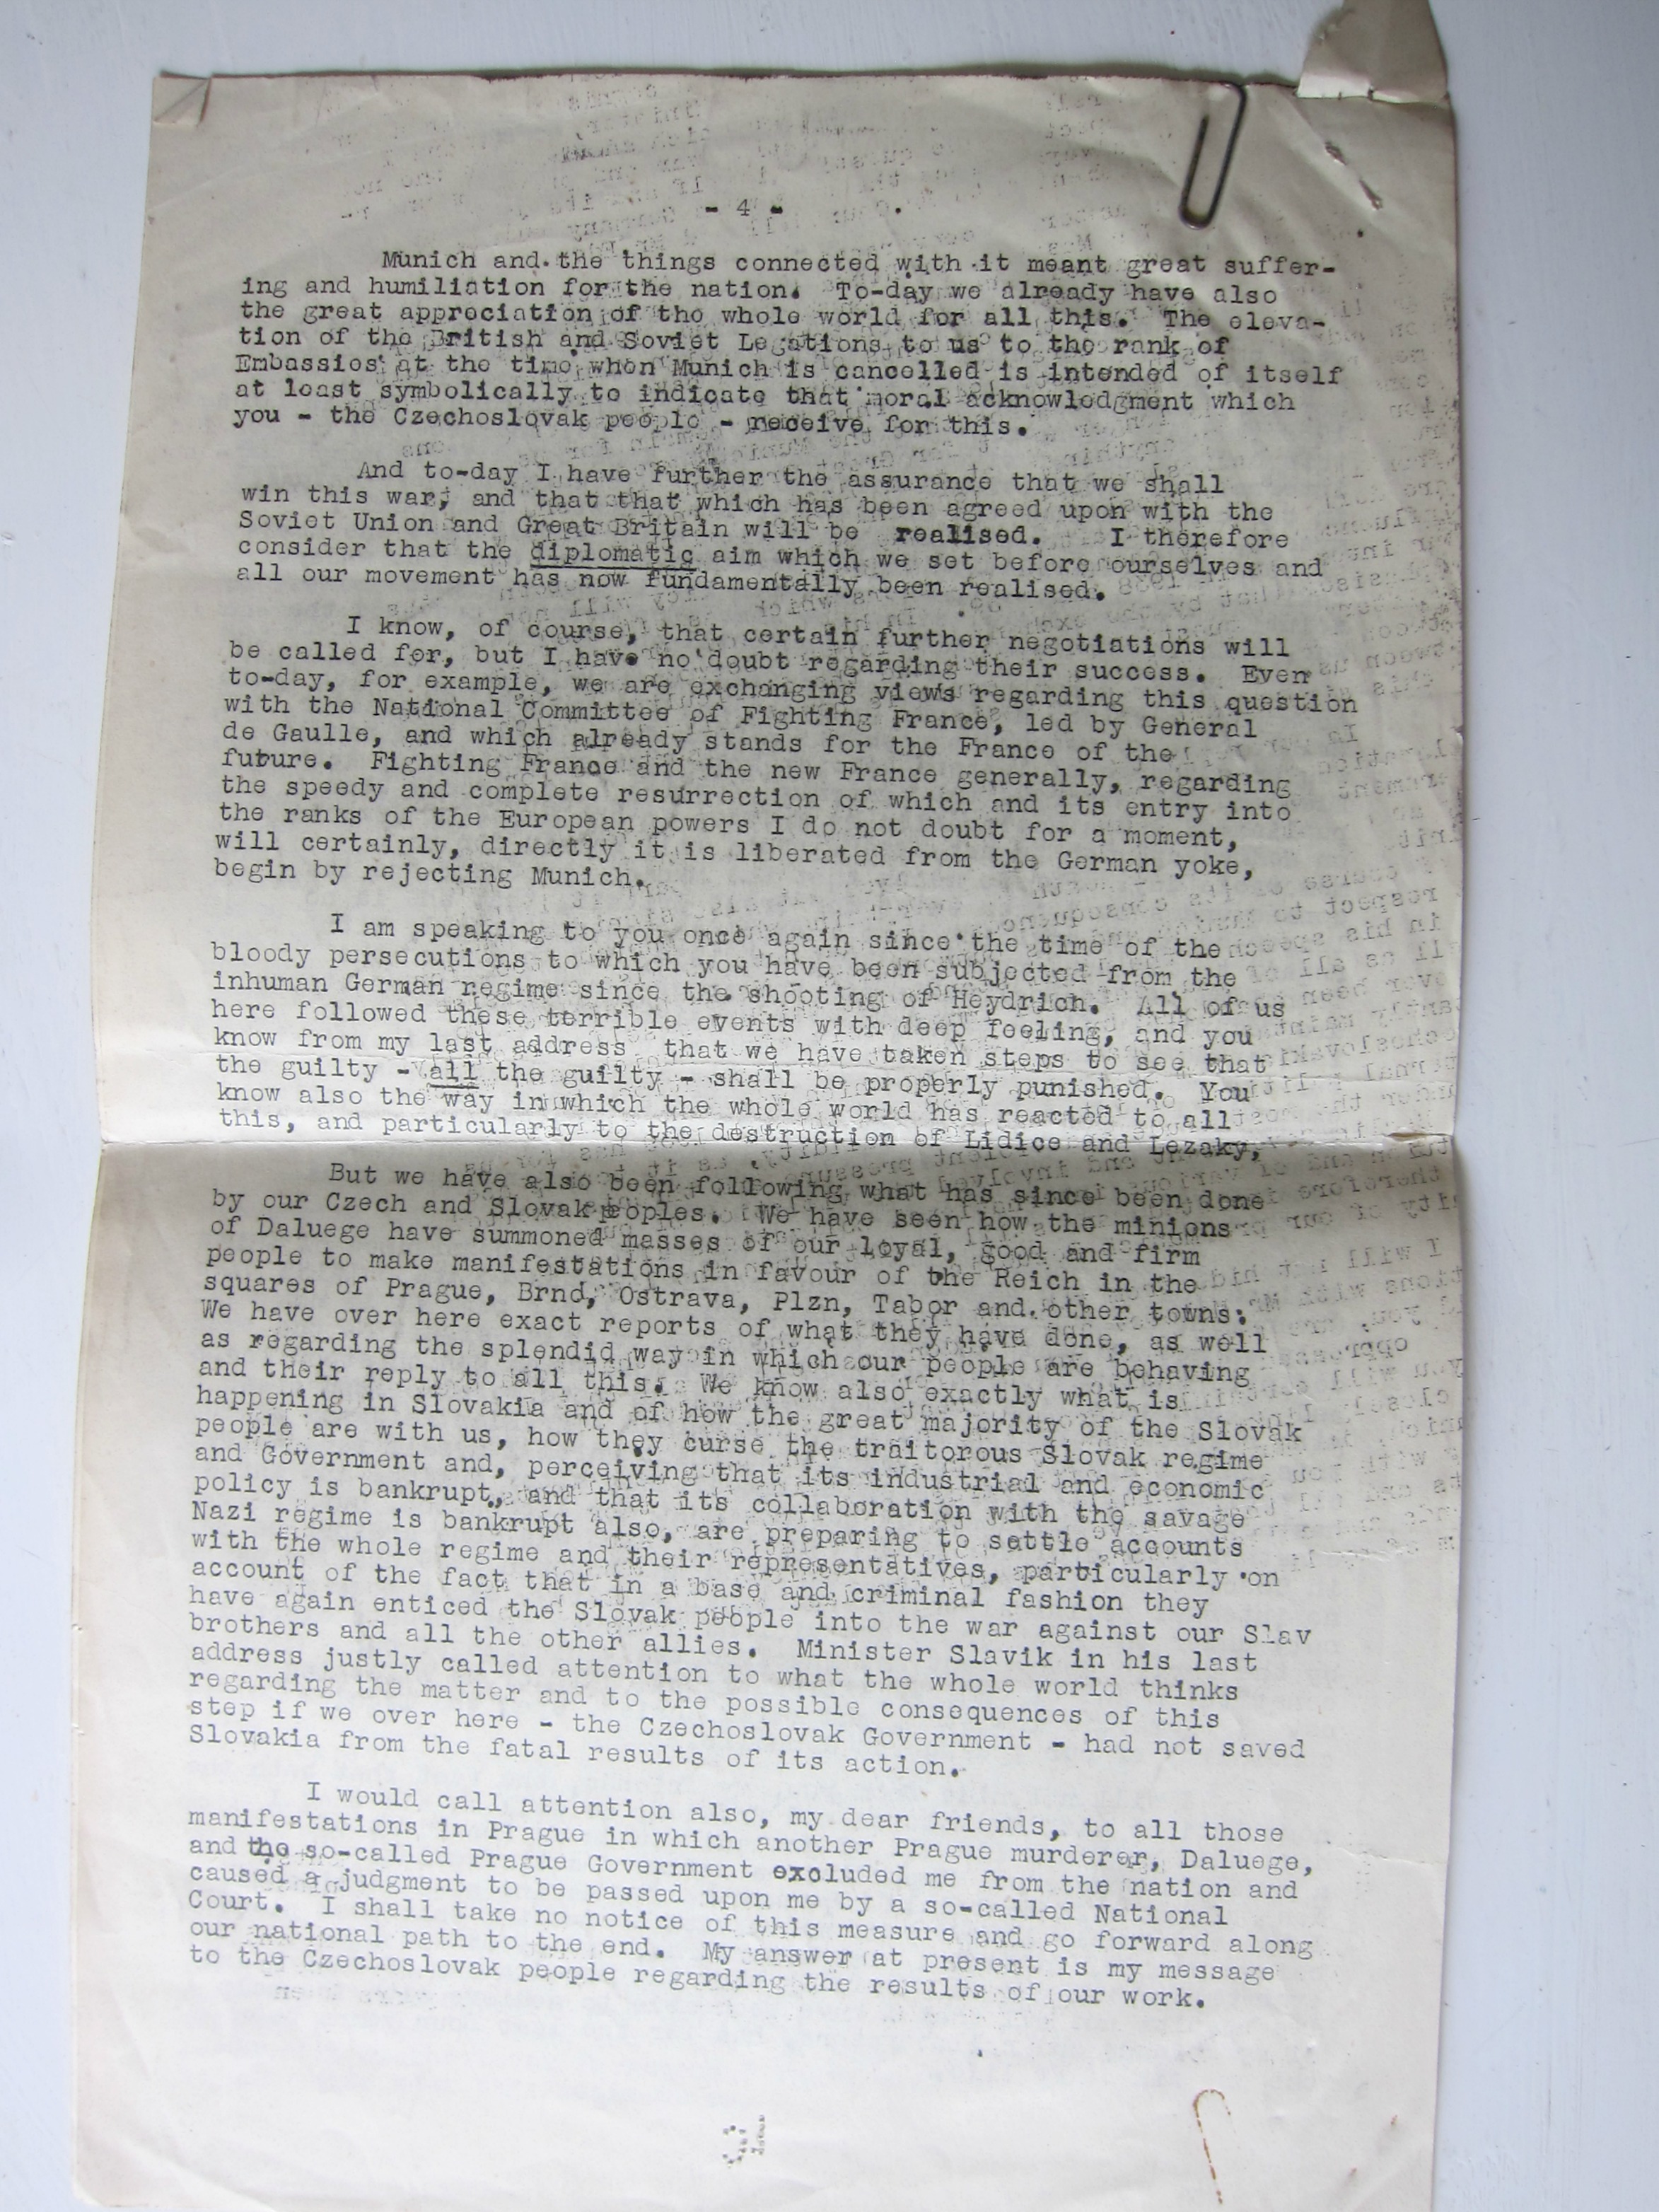 - 4 -
Munich and the things connected with it meant great suffer-
ing and humiliation for the nation. To-day we already have also
the great appreciation of the whole world for all this. The eleva-
tion of the British and Soviet Legations to us to the rank of
Embassies at the time when Munich is cancelled is intended of itself
at least symbolically to indicate that moral acknowledgment which
you - the Czechoslovak people - receive for this.
And to-day I have further the assurance that we shall
win this war; and that that which has been agreed upon with the
Soviet Union and Great Britain will be realised. I therefore
consider that the diplomatic aim which we set before ourselves and
all our movement has now fundamentally been realised.
I know, of course, that certain further negotiations will
be called for, but I have no doubt regarding their success. Even
to-day, for example, we are exchanging views regarding this question
with the National Committee of Fighting France, led by General
de Gaulle, and which already stands for the France of the
future. Fighting France and the new France generally, regarding
the speedy and complete resurrection of which and its entry into
the ranks of the European powers I do not doubt for a moment,
will certainly, directly it is liberated from the German yoke,
begin by rejecting Munich.
I am speaking to you once again since the time of the
bloody persecutions to which you have been subjected from the
inhuman German regime since the shooting of Heydrich. All of us
here followed these terrible events with deep feeling, and you
know from my last address that we have taken steps to see that
the guilty - all the guilty - shall be properly punished. You
know also the way in which the whole world has reacted to all
this, and particularly to the destruction of Lidice and Lezaky,
But we have also been following what has since been done
by our Czech and Slovak peoples. We have seen how the minions
of Daluege have summoned masses of our loyal, good and firm
people to make manifestations in favour of the Reich in the
squares of Prague, Brnd, Ostrava, Plzn, Tabor and other towns:
We have over here exact reports of what they have done, as well
as regarding the splendid way in which our people are behaving
and their reply to all this. We know also exactly what is
happening in Slovakia and of how the great majority of the Slovak
people are with us, how they curse the traitorous Slovak regime
and Government and, perceiving that its industrial and economic
policy is bankrupt, and that its collaboration with the savage
Nazi regime is bankrupt also, are preparing to settle accounts
with the whole regime and their representatives, particularly on
account of the fact that in a base and criminal fashion they
have again enticed the Slovak people into the war against our Slav
brothers and all the other allies. Minister Slavik in his last
address justly called attention to what the whole world thinks
regarding the matter and to the possible consequences of this
step if we over here - the Czechoslovak Government - had not saved
Slovakia from the fatal results of its action.
I would call attention also, my dear friends, to all those
manifestations in Prague in which another Prague murderer, Daluege,
and the so-called Prague Government excluded me from the nation and
caused a judgment to be passed upon me by a so-called National
Court. I shall take no notice of this measure and go forward along
our national path to the end. My answer at present is my message
to the Czechoslovak people regarding the results of our work.